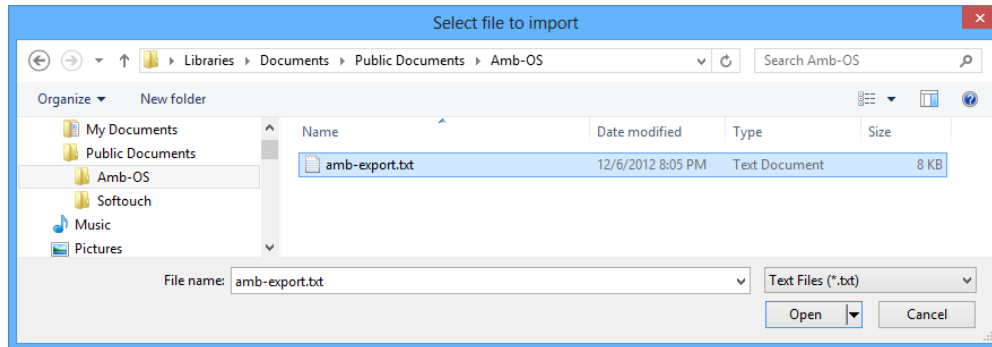 Select file to import
Libraries Documents Public Documents Amb-OS Search Amb-OS
Organize New folder
My Documents
Public Documents
Amb-OS
Softouch
Music
Pictures
Name Date modified Type Size
amb-export.txt 12/6/2012 8:05 PM Text Document 8 KB
File name: amb-export.txt Text Files (*.txt)
Open Cancel